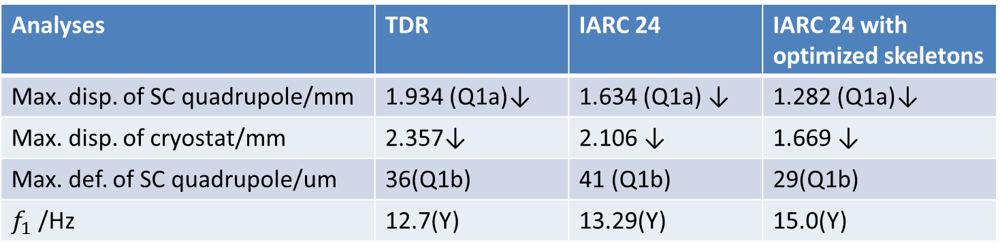 Analyses TDR IARC 24 IARC 24 with
optimized skeletons
Max. disp. of SC quadrupole/mm 1.934 (Q1a)↓ 1.634 (Q1a) ↓ 1.282 (Q1a)↓
Max. disp. of cryostat/mm 2.357↓ 2.106 ↓ 1.669 ↓
Max. def. of SC quadrupole/um 36(Q1b) 41 (Q1b) 29(Q1b)
𝑓₁ /Hz 12.7(Y) 13.29(Y) 15.0(Y)